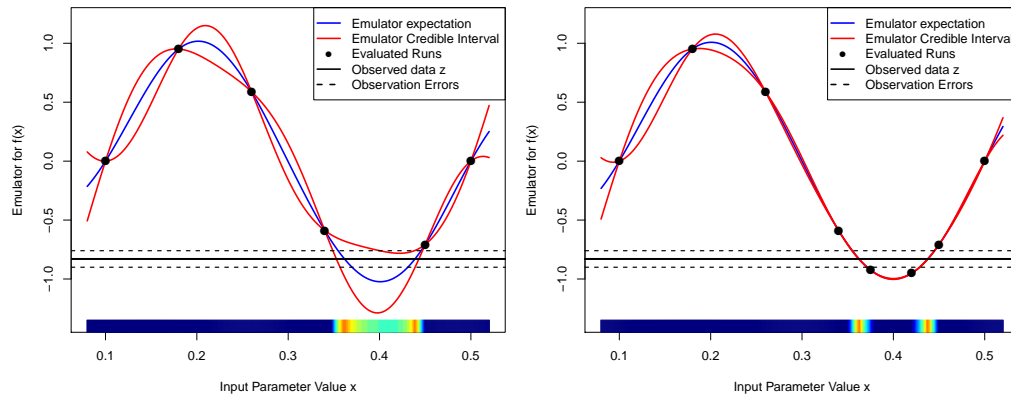 Emulator expectation
Emulator Credible Interval
Evaluated Runs
Observed data z
Observation Errors
Emulator for f(x)
1.0
0.5
0.0
−0.5
−1.0
0.1 0.2 0.3 0.4 0.5
Input Parameter Value x
Emulator expectation
Emulator Credible Interval
Evaluated Runs
Observed data z
Observation Errors
Emulator for f(x)
1.0
0.5
0.0
−0.5
−1.0
0.1 0.2 0.3 0.4 0.5
Input Parameter Value x